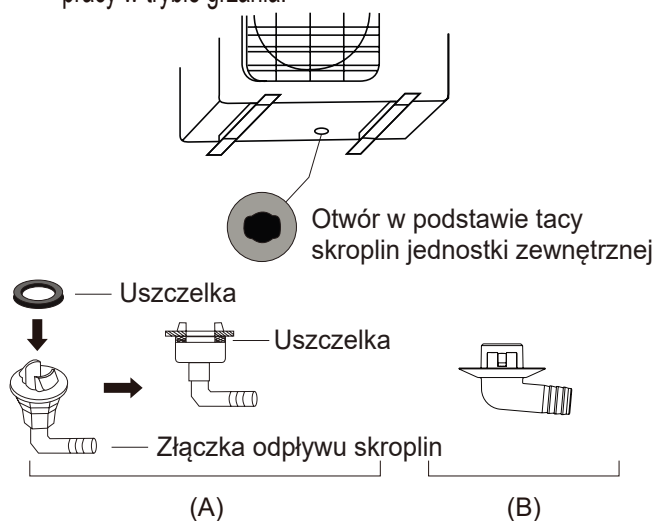 pracy w trybie grzania.
Otwór w podstawie tacy
skroplin jednostki zewnętrznej
Uszczelka
Uszczelka
Złączka odpływu skroplin
(A)
(B)